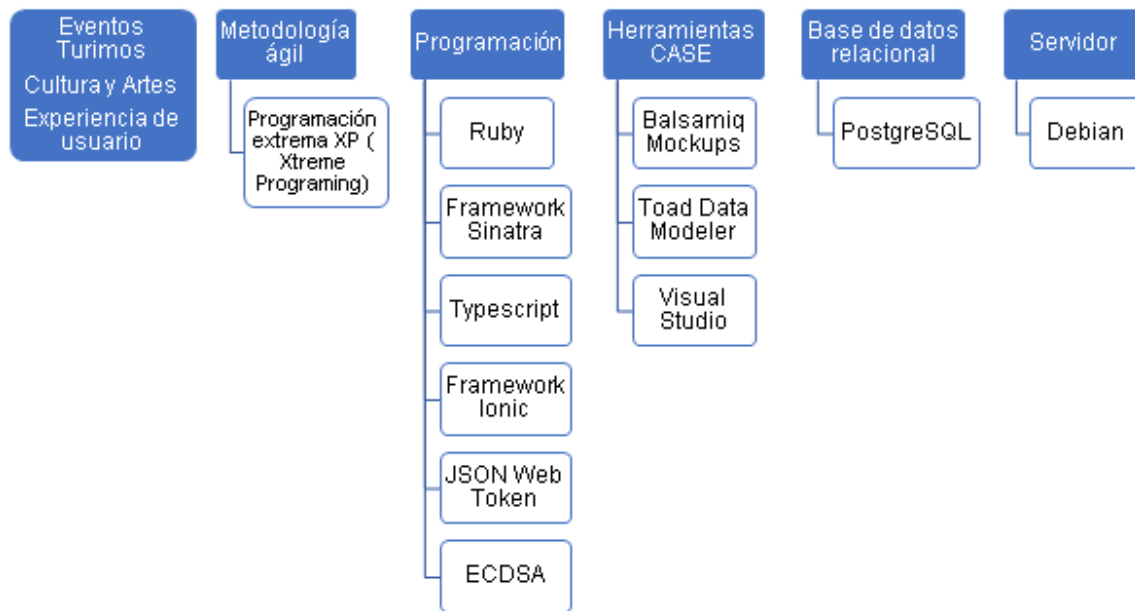 Eventos
Turimos
Cultura y Artes
Experiencia de
usuario
Metodología
ágil
Programación
extrema XP (
Xtreme
Programing)
Programación
Ruby
Framework
Sinatra
Typescript
Framework
Ionic
JSON Web
Token
ECDSA
Herramientas
CASE
Balsamiq
Mockups
Toad Data
Modeler
Visual
Studio
Base de datos
relacional
PostgreSQL
Servidor
Debian